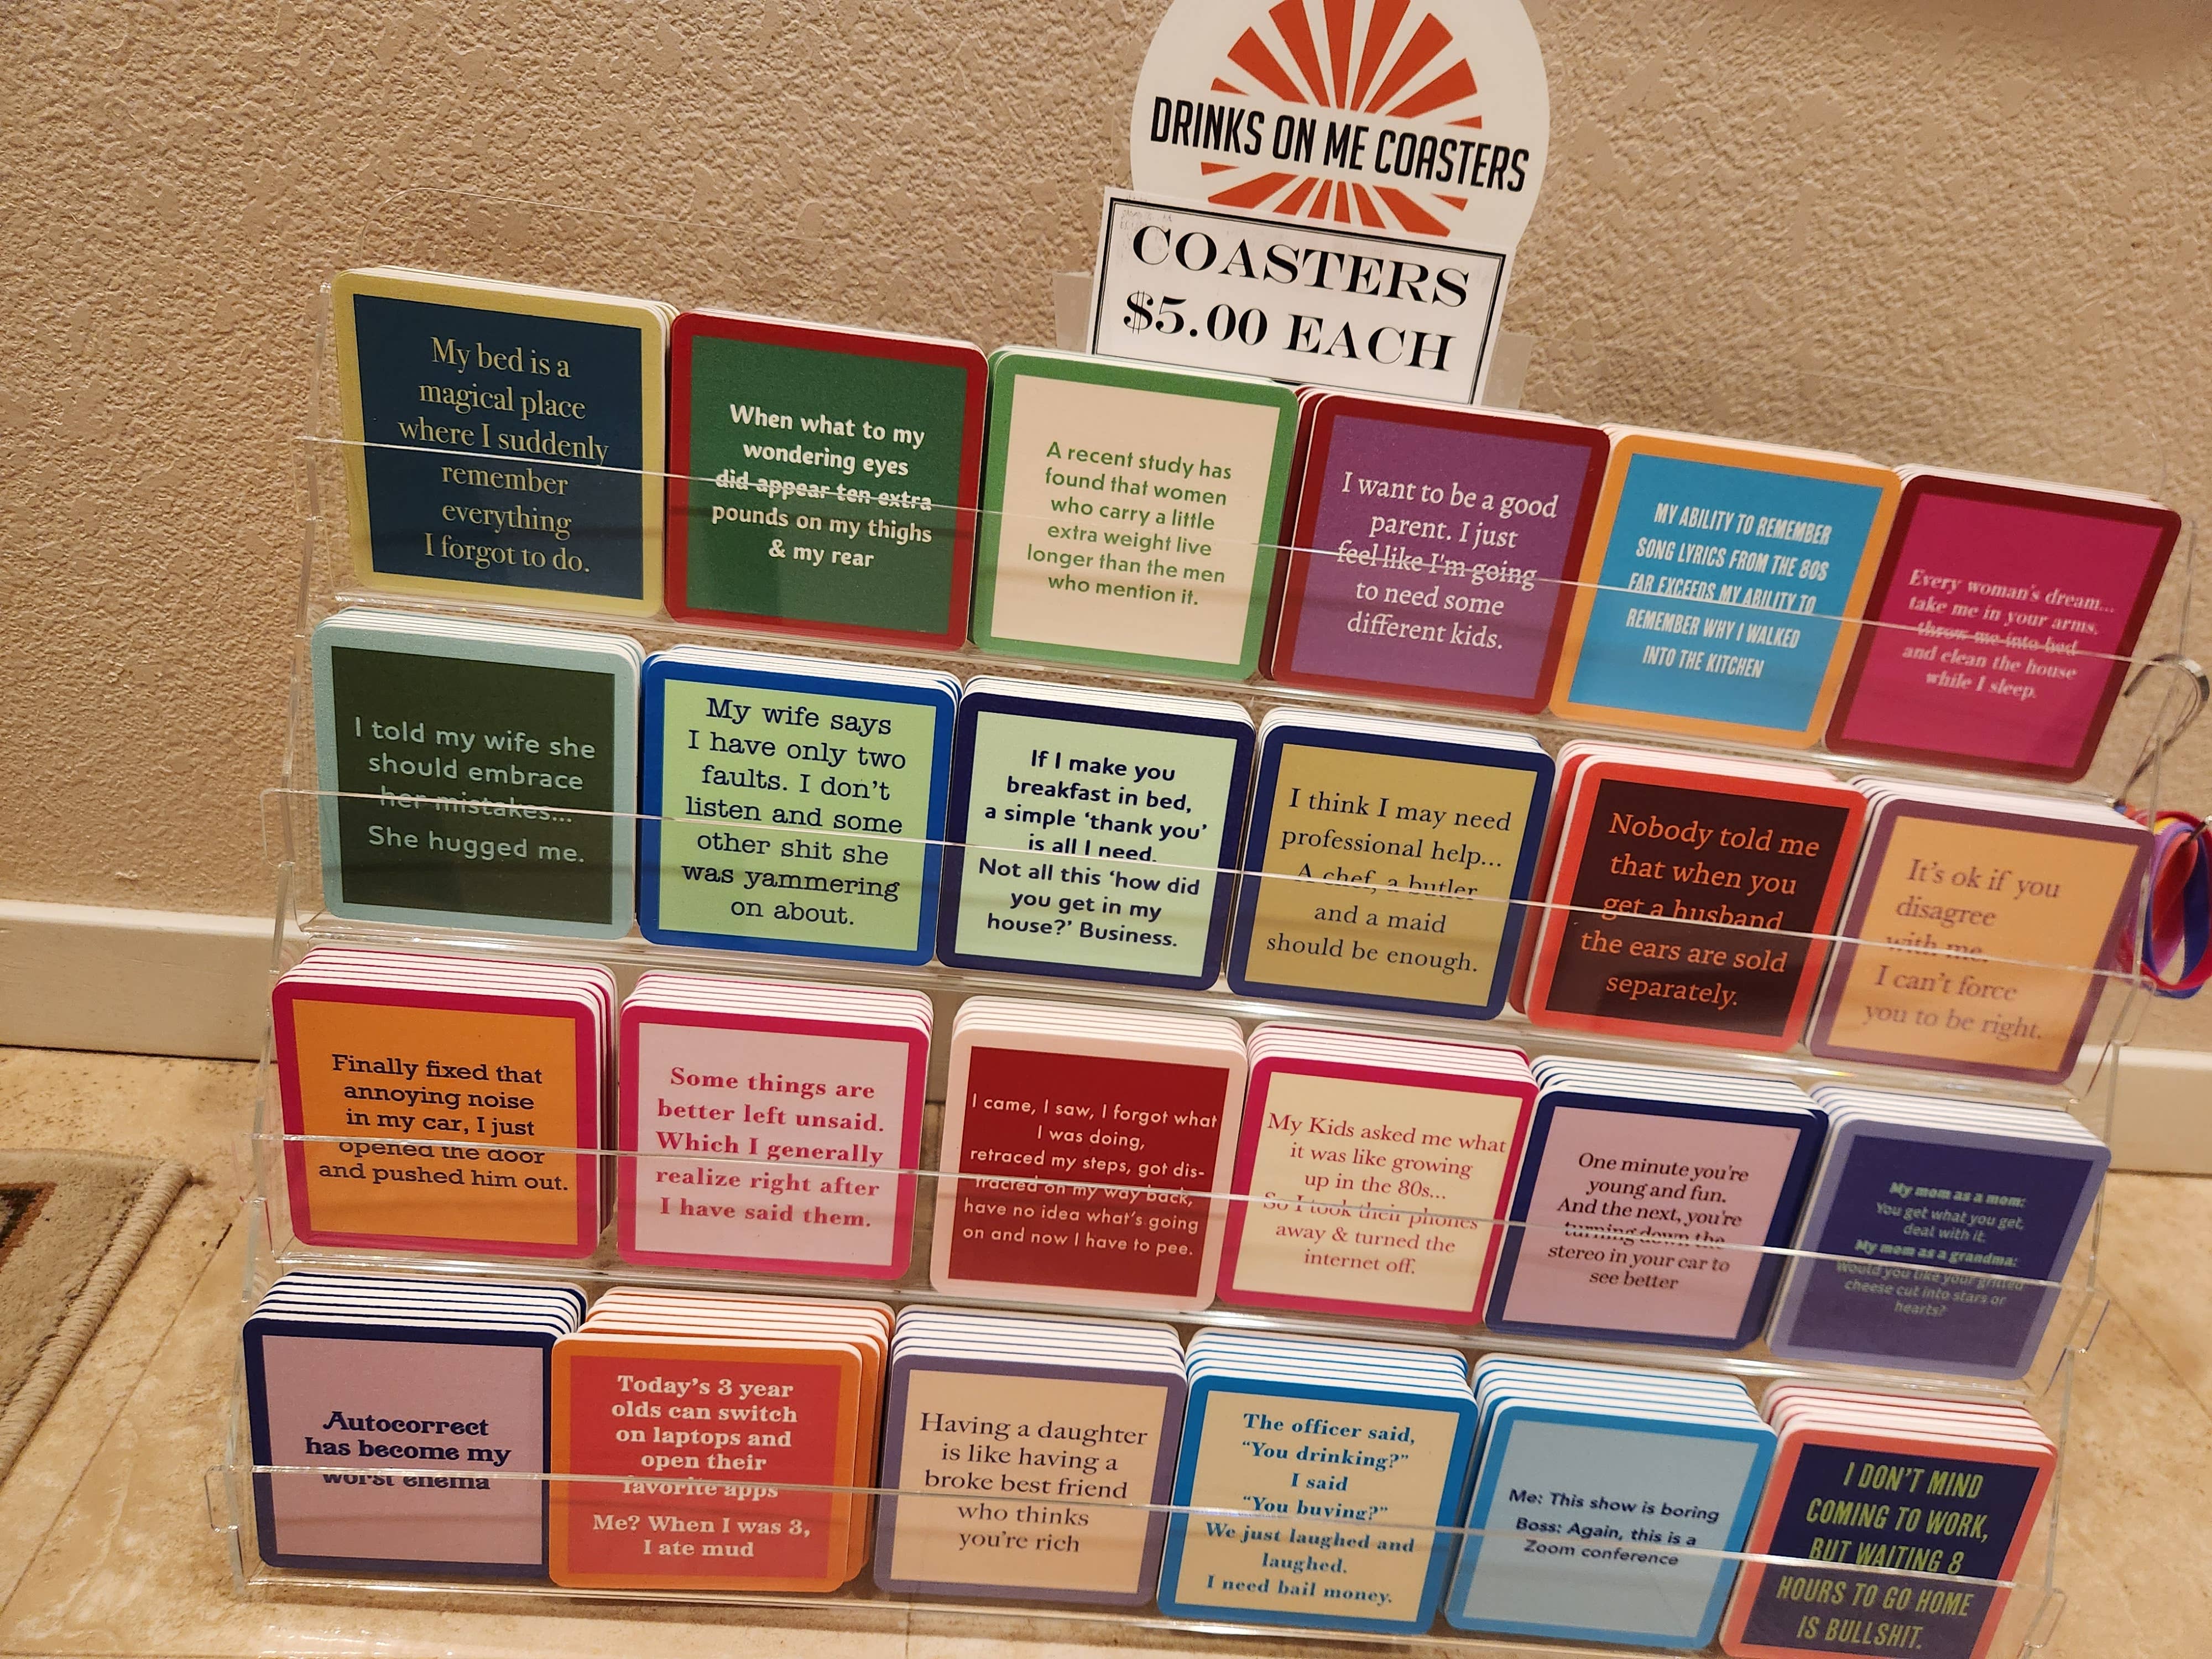 DRINKS ON ME COASTERS
COASTERS
$5.00 EACH
My bed is a
magical place
where I suddenly
remember
everything
I forgot to do.
When what to my
wondering eyes
did appear ten extra
pounds on my thighs
& my rear
A recent study has
found that women
who carry a little
extra weight live
longer than the men
who mention it.
I want to be a good
parent. I just
feel like I'm going
to need some
different kids.
MY ABILITY TO REMEMBER
SONG LYRICS FROM THE 80S
FAR EXCEEDS MY ABILITY TO
REMEMBER WHY I WALKED
INTO THE KITCHEN
Every woman's dream...
take me in your arms,
throw me into bed
and clean the house
while I sleep.
I told my wife she
should embrace
her mistakes...
She hugged me.
My wife says
I have only two
faults. I don't
listen and some
other shit she
was yammering
on about.
If I make you
breakfast in bed,
a simple 'thank you'
is all I need.
Not all this 'how did
you get in my
house?' Business.
I think I may need
professional help...
A chef, a butler
and a maid
should be enough.
Nobody told me
that when you
get a husband
the ears are sold
separately.
It's ok if you
disagree
with me.
I can't force
you to be right.
Finally fixed that
annoying noise
in my car, I just
opened the door
and pushed him out.
Some things are
better left unsaid.
Which I generally
realize right after
I have said them.
I came, I saw, I forgot what
I was doing,
retraced my steps, got dis-
tracted on my way back,
have no idea what's going
on and now I have to pee.
My Kids asked me what
it was like growing
up in the 80s...
So I took their phones
away & turned the
internet off.
One minute you're
young and fun.
And the next, you're
turning down the
stereo in your car to
see better
My mom as a mom:
You get what you get,
deal with it.
My mom as a grandma:
Would you like your grilled
cheese cut into stars or
hearts?
Autocorrect
has become my
worst enema
Today's 3 year
olds can switch
on laptops and
open their
favorite apps
Me? When I was 3,
I ate mud
Having a daughter
is like having a
broke best friend
who thinks
you're rich
The officer said,
"You drinking?"
I said
"You buying?"
We just laughed and
laughed.
I need bail money.
Me: This show is boring
Boss: Again, this is a
Zoom conference
I DON'T MIND
COMING TO WORK,
BUT WAITING 8
HOURS TO GO HOME
IS BULLSHIT.